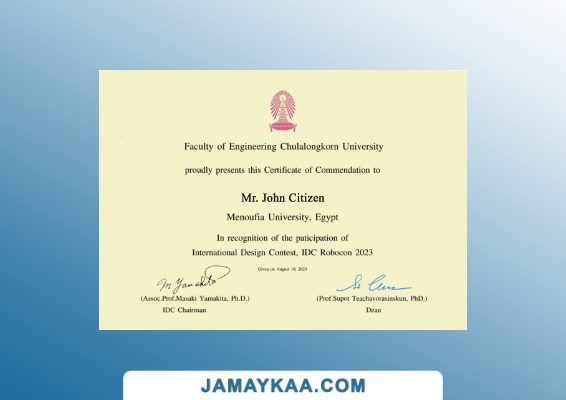 Faculty of Engineering Chulalongkorn University
proudly presents this Certificate of Commendation to
Mr. John Citizen
Menoufia University, Egypt
In recognition of the paticipation of
International Design Contest, IDC Robocon 2023
Given on August 19, 2023
M Yamakita
(Assoc.Prof.Masaki Yamakita, Ph.D.)
IDC Chairman
(Prof.Supot Teachavorasinskun, PhD.)
Dean
JAMAYKAA.COM